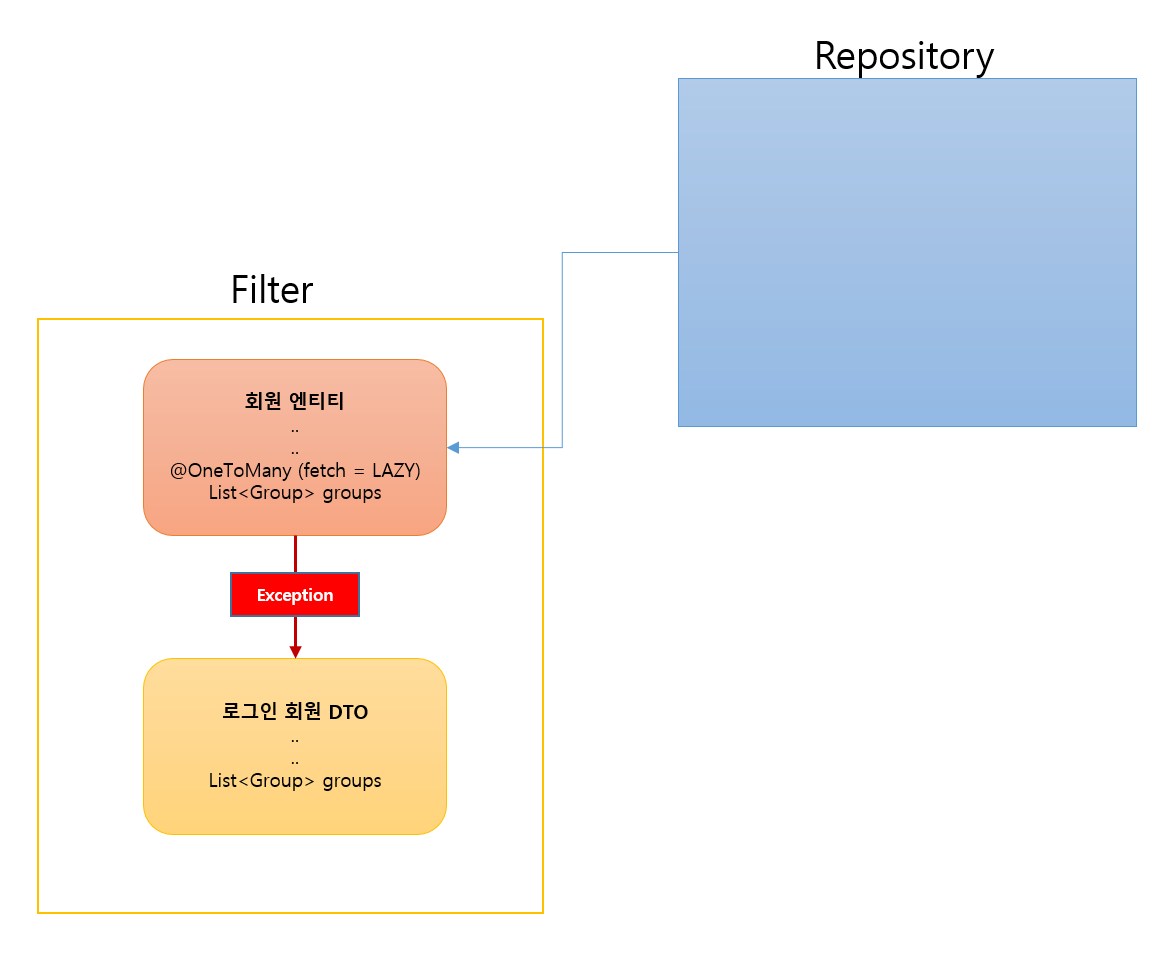 Repository
Filter
회원 엔티티
..
..
@OneToMany (fetch = LAZY)
List<Group> groups
Exception
로그인 회원 DTO
..
..
List<Group> groups